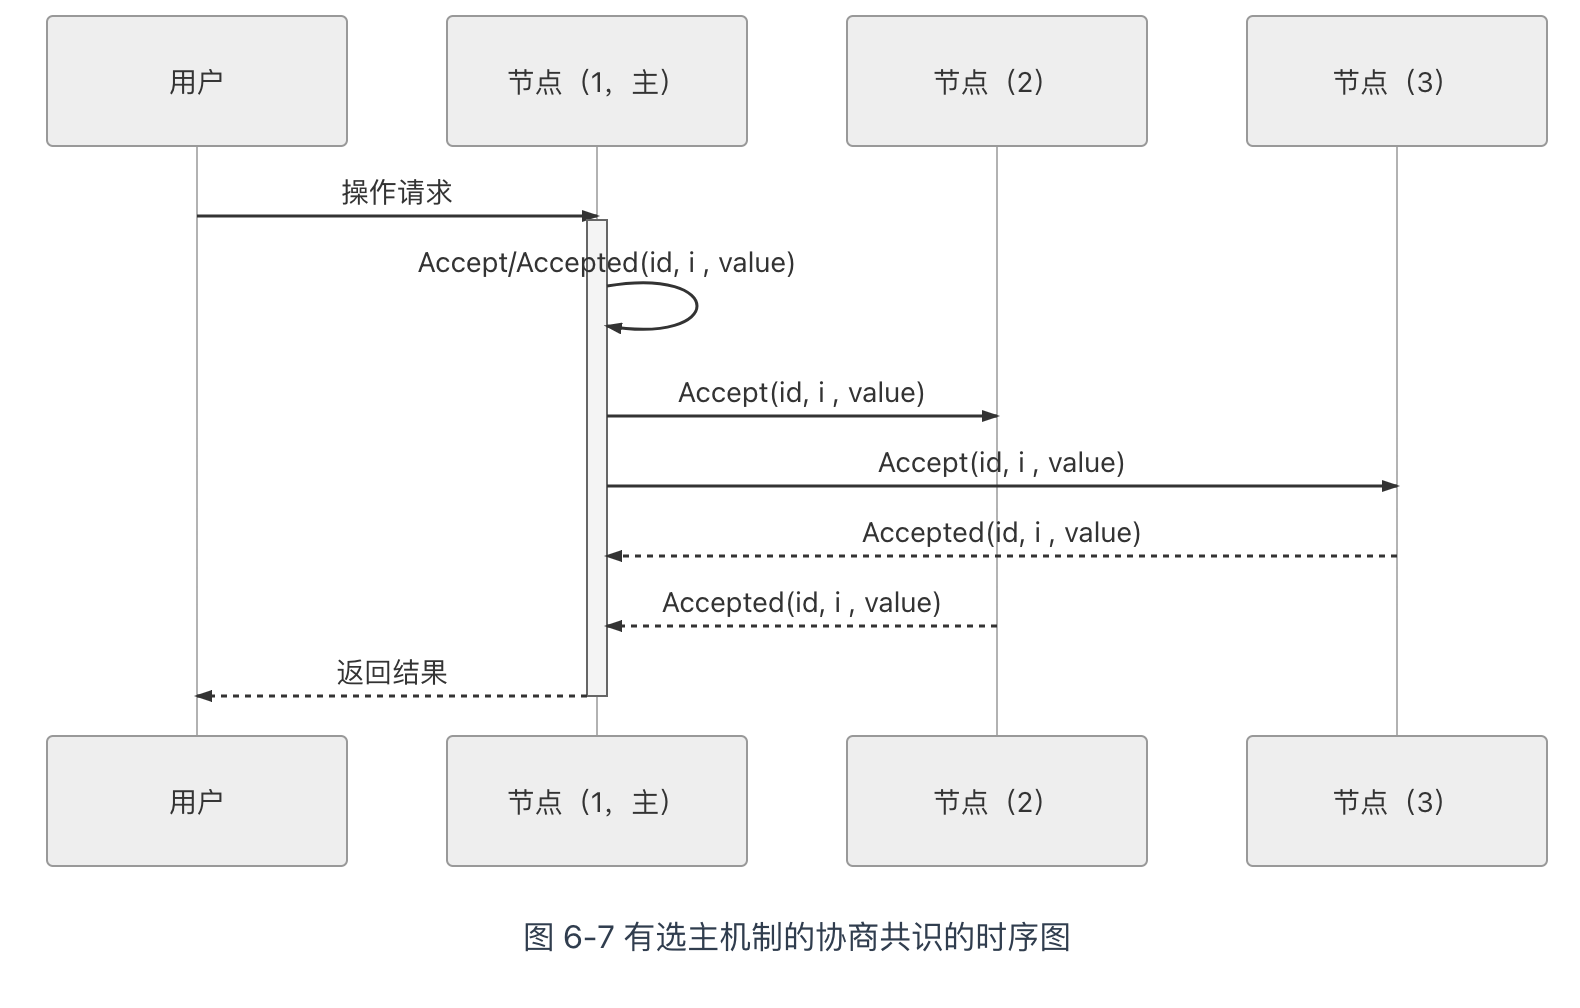 用户
节点（1，主）
节点（2）
节点（3）
操作请求
Accept/Accepted(id, i , value)
Accept(id, i , value)
Accept(id, i , value)
Accepted(id, i , value)
Accepted(id, i , value)
返回结果
用户
节点（1，主）
节点（2）
节点（3）
图 6-7 有选主机制的协商共识的时序图